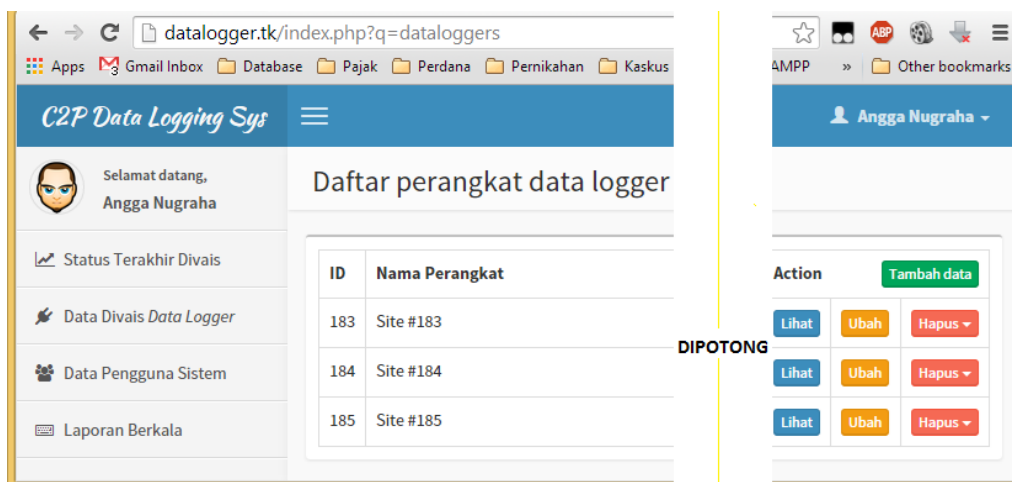 datalogger.tk/index.php?q=dataloggers
ABP
Apps Gmail Inbox Database Pajak Perdana Pernikahan Kaskus AMPP » Other bookmarks
C2P Data Logging Sys
Angga Nugraha
Selamat datang,
Angga Nugraha
Daftar perangkat data logger
Status Terakhir Divais
Data Divais Data Logger
Data Pengguna Sistem
Laporan Berkala
ID Nama Perangkat Action Tambah data
183 Site #183 Lihat Ubah Hapus
DIPOTONG
184 Site #184 Lihat Ubah Hapus
185 Site #185 Lihat Ubah Hapus